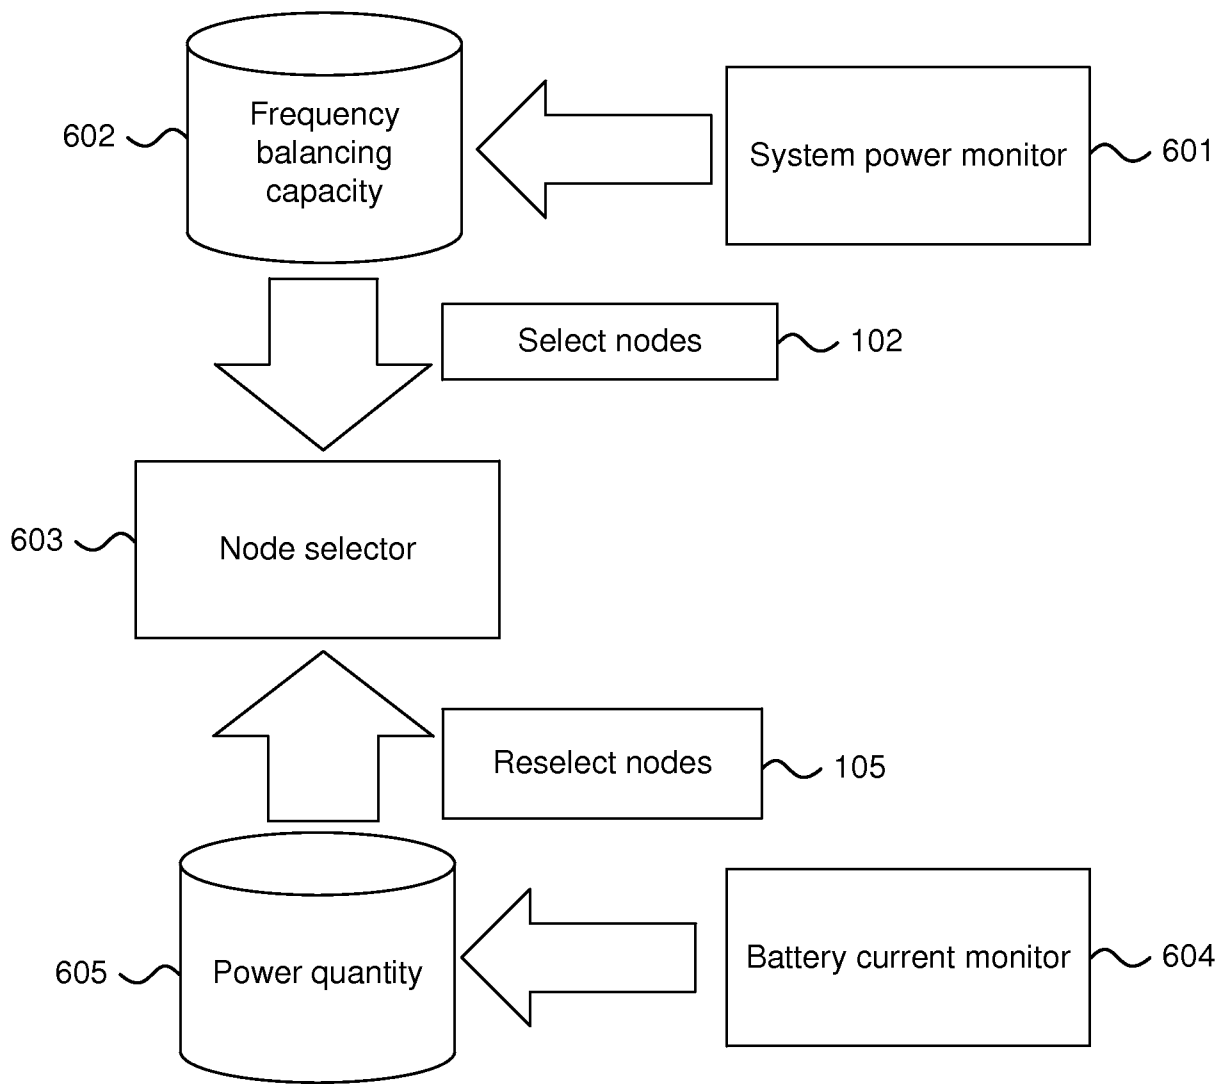 Frequency
balancing
capacity
602
System power monitor
601
Select nodes
102
Node selector
603
Reselect nodes
105
Power quantity
605
Battery current monitor
604